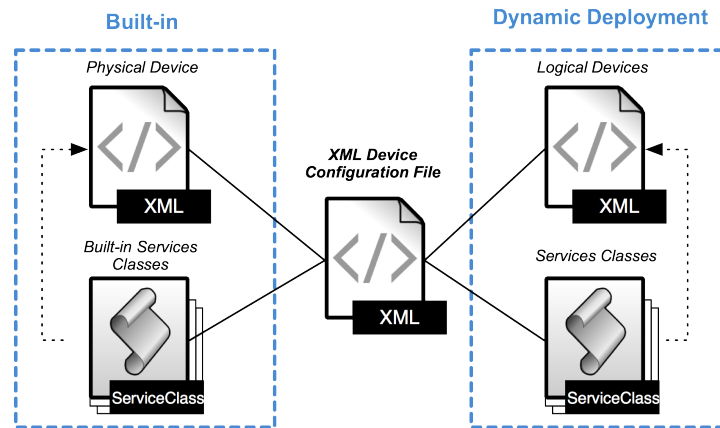 Built-in
Dynamic Deployment
Physical Device
Logical Devices
XML Device
Configuration File
</>
XML
</>
XML
</>
XML
Built-in Services
Classes
Services Classes
ServiceClass
ServiceClass